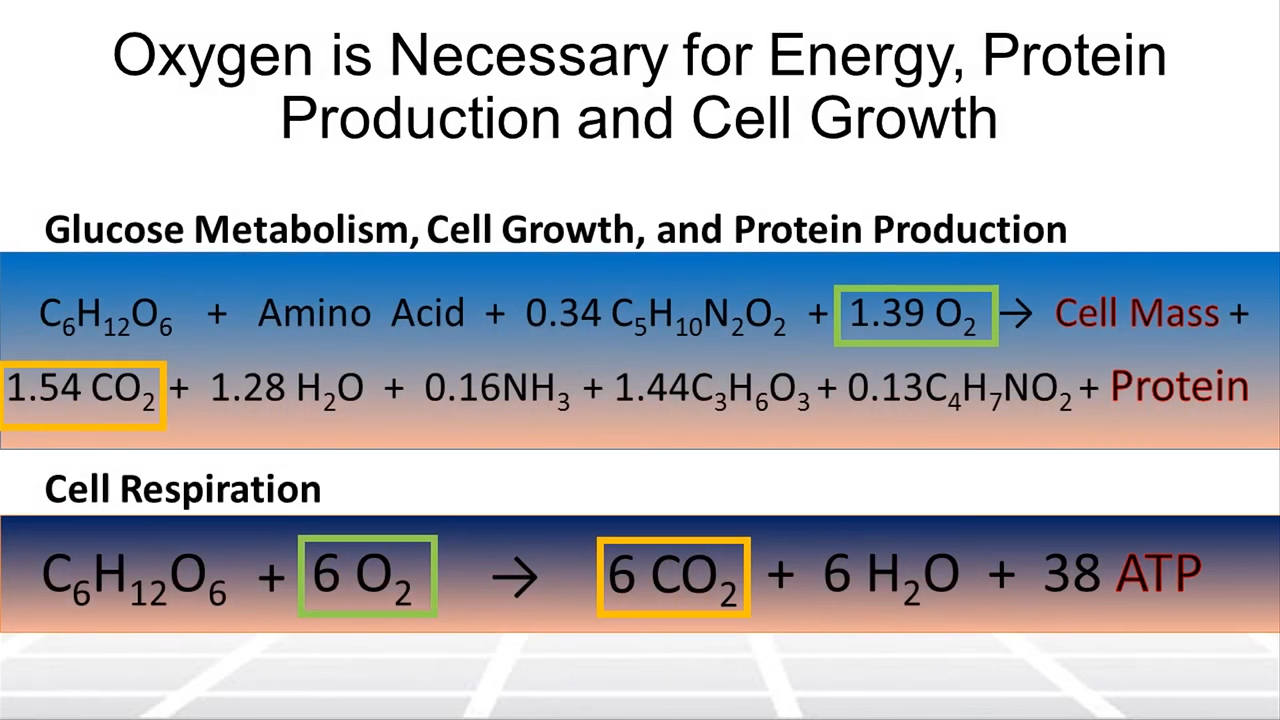 Oxygen is Necessary for Energy, Protein
Production and Cell Growth
Glucose Metabolism, Cell Growth, and Protein Production
C₆H₁₂O₆ + Amino Acid + 0.34 C₅H₁₀N₂O₂ + 1.39 O₂ → Cell Mass +
1.54 CO₂ + 1.28 H₂O + 0.16NH₃ + 1.44C₃H₆O₃ + 0.13C₄H₇NO₂ + Protein
Cell Respiration
C₆H₁₂O₆ + 6 O₂ → 6 CO₂ + 6 H₂O + 38 ATP